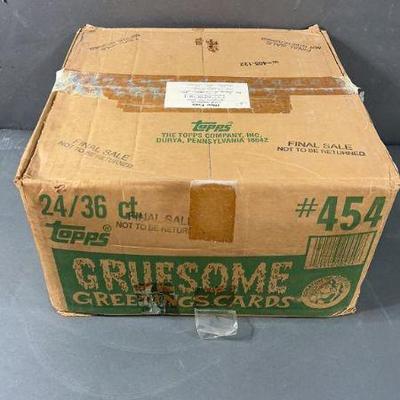 FINAL SALE
NOT TO BE RETURNED
topps
THE TOPPS COMPANY, INC.
DURYA, PENNSYLVANIA 18642
FINAL SALE
NOT TO BE RETURNED.
24/36 ct.
FINAL SALE
NOT TO BE RETURNED
#454
topps
GRUESOME
GREETINGS CARDS